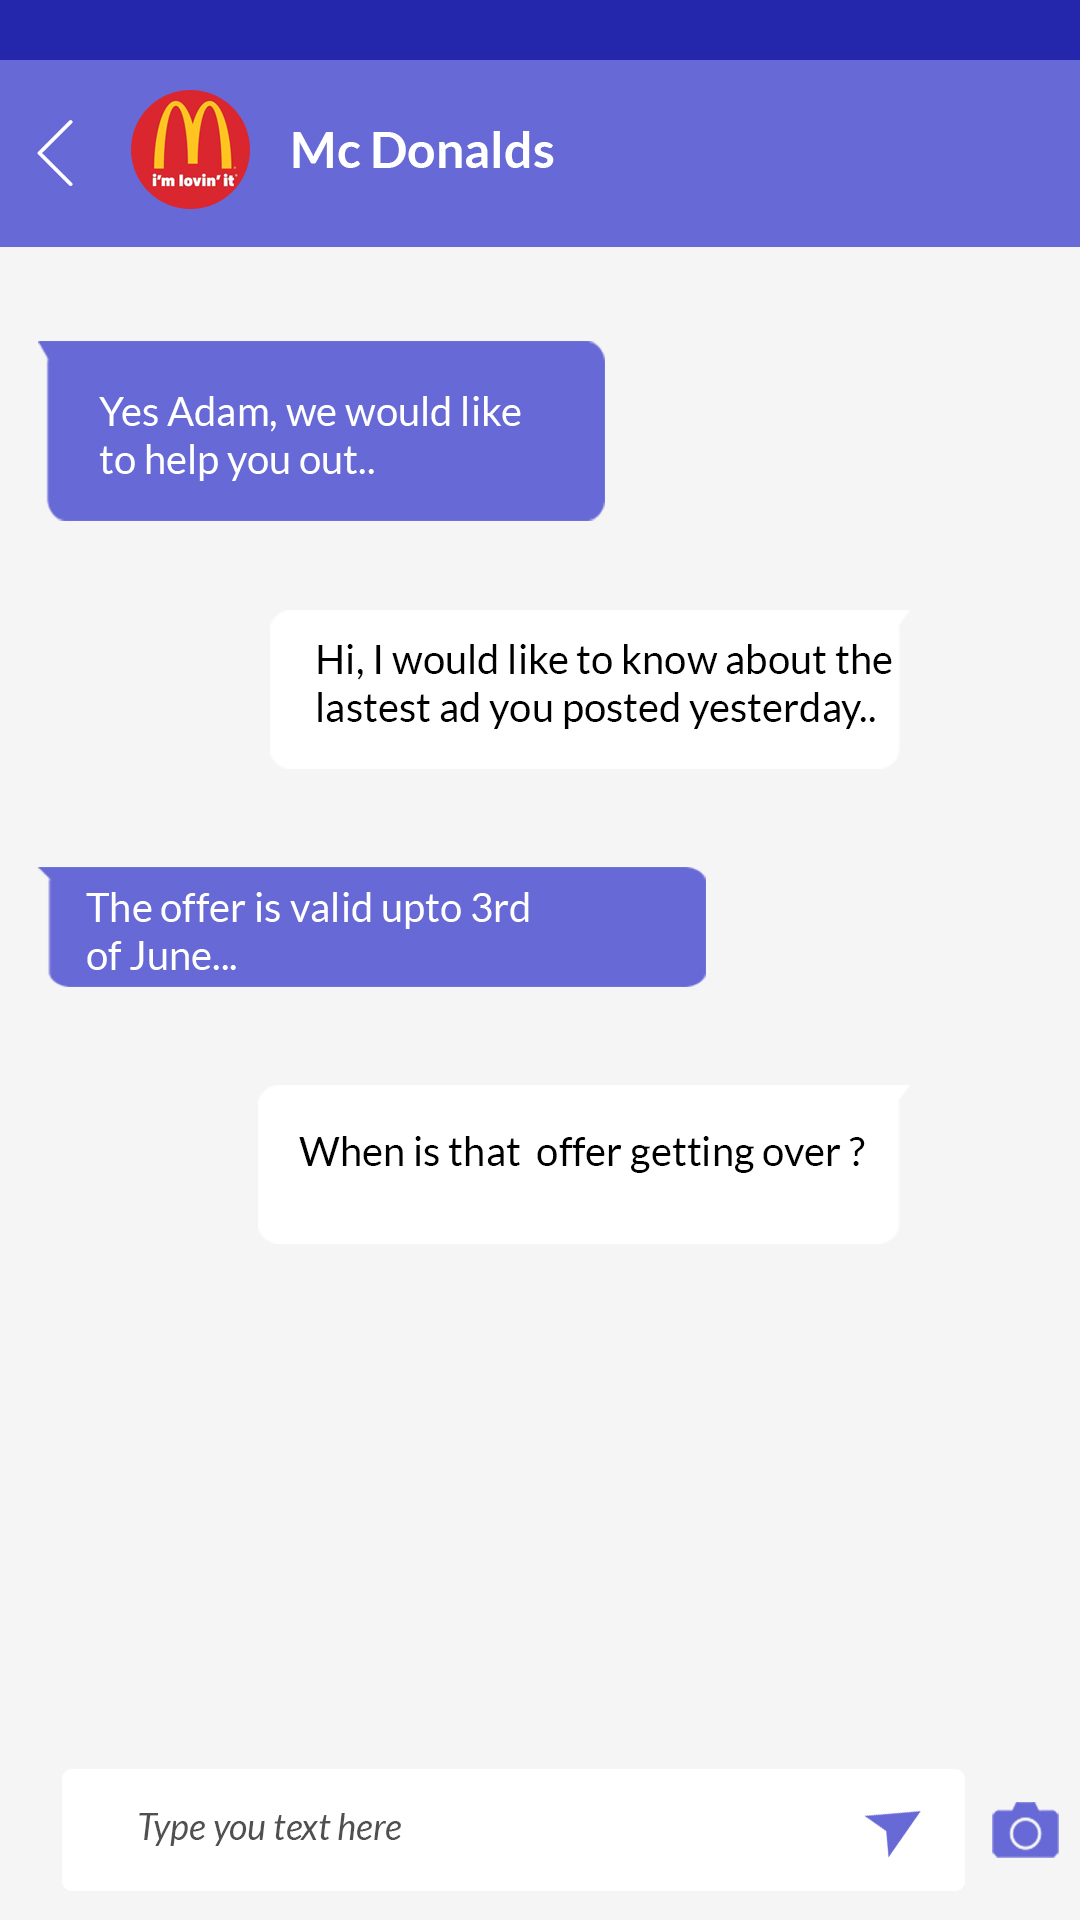 i'm lovin' it
Mc Donalds
Yes Adam, we would like
to help you out..
Hi, I would like to know about the
lastest ad you posted yesterday..
The offer is valid upto 3rd
of June...
When is that  offer getting over ?
Type you text here